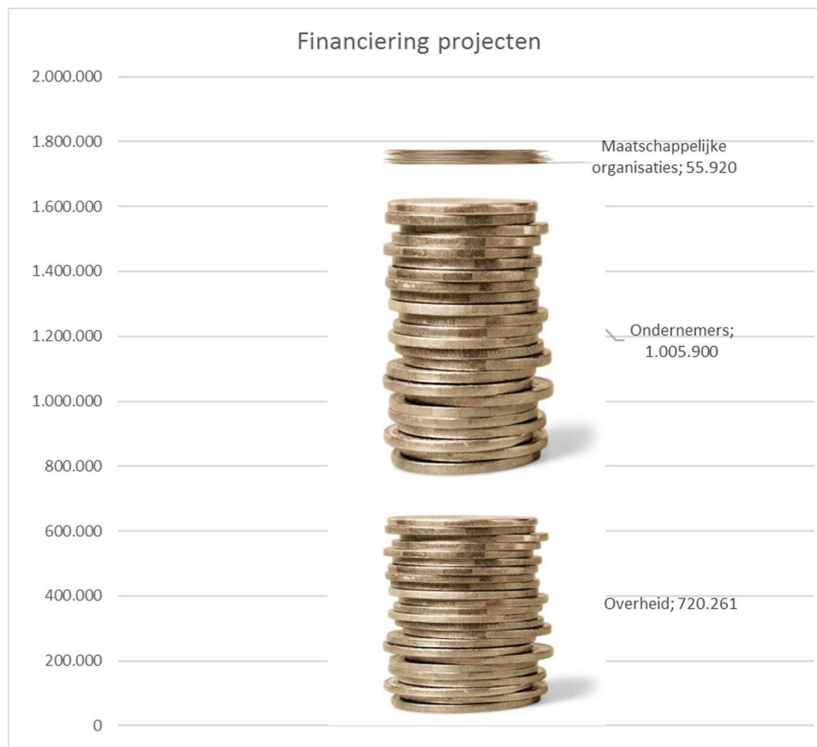 Financiering projecten
2.000.000
1.800.000
Maatschappelijke
organisaties; 55.920
1.600.000
1.400.000
1.200.000
Ondernemers;
1.005.900
1.000.000
800.000
600.000
400.000
Overheid; 720.261
200.000
0